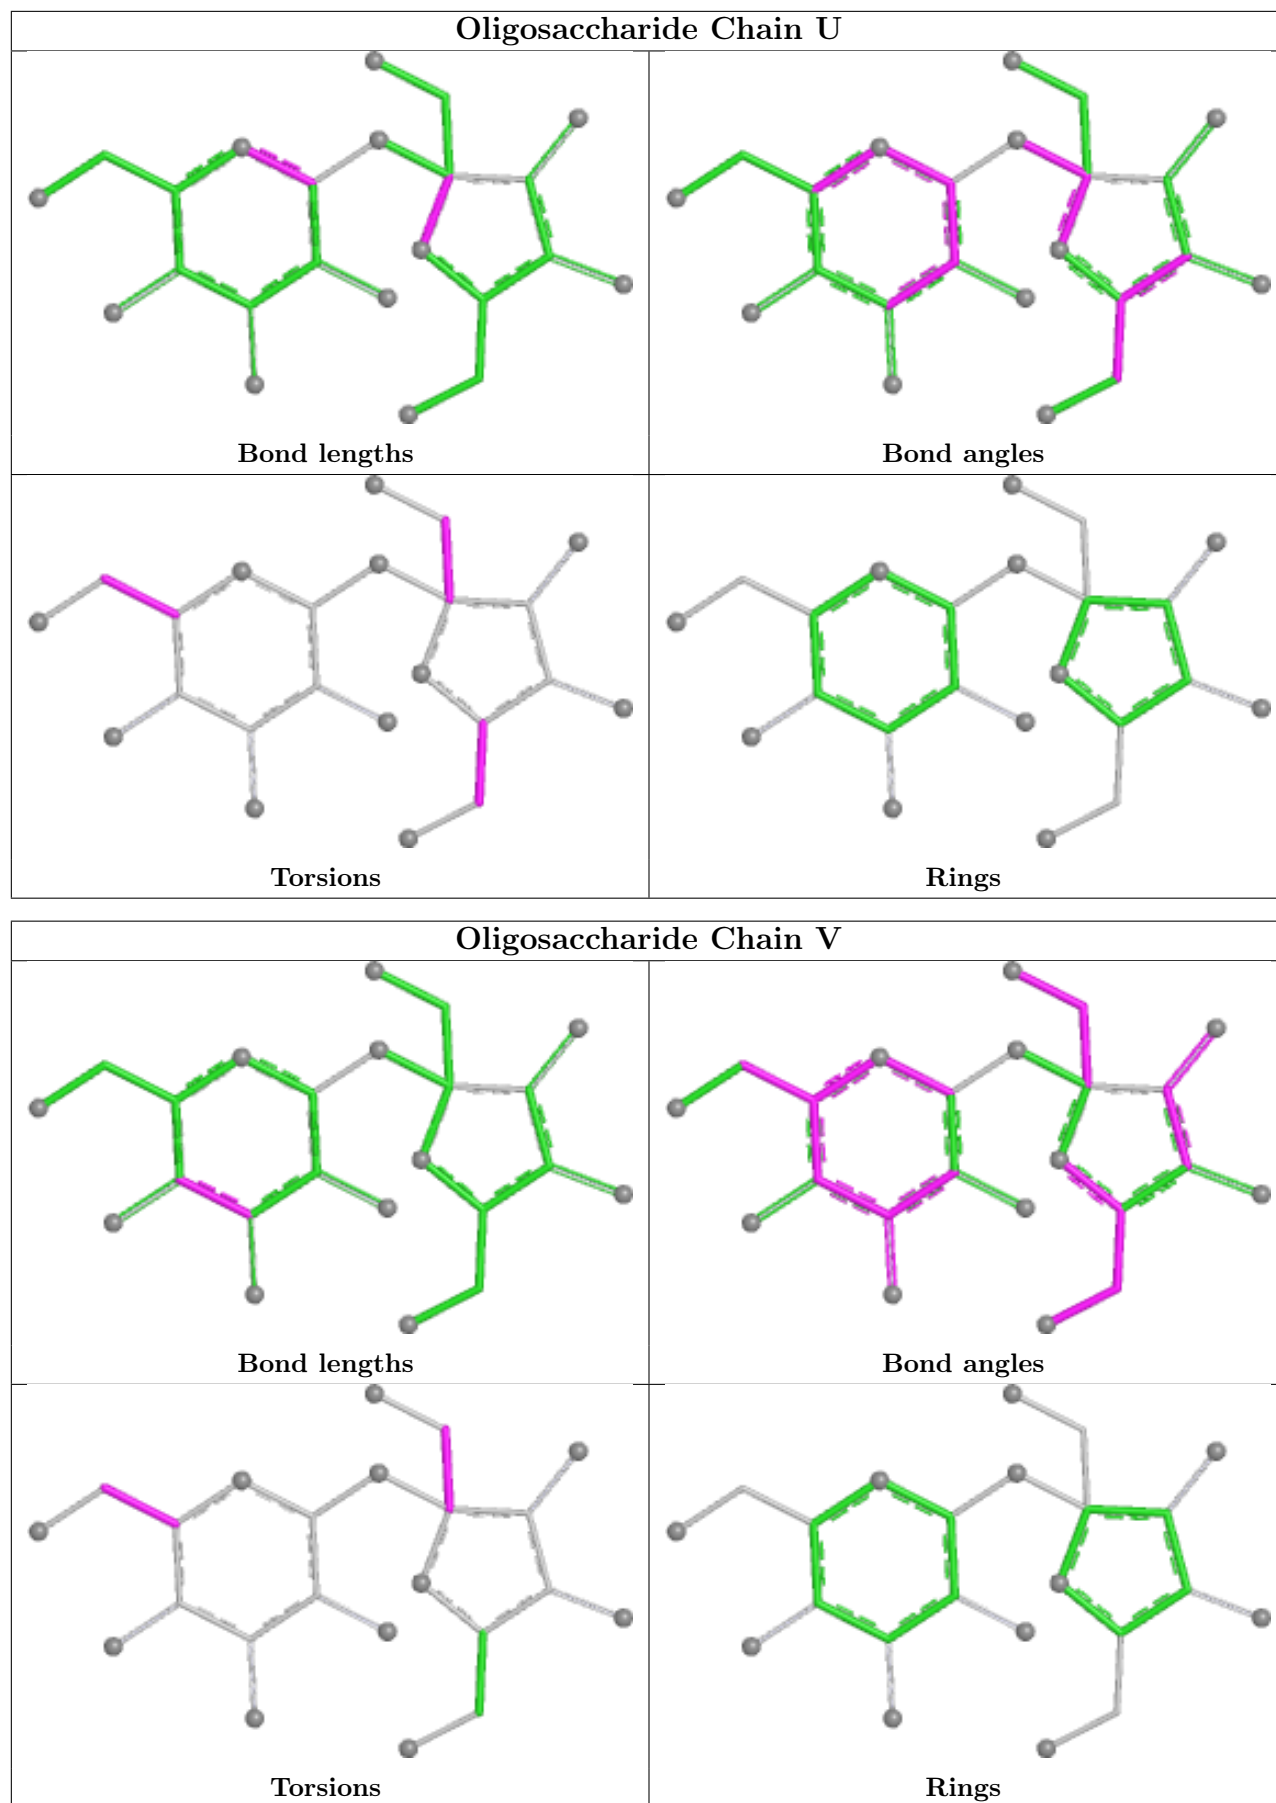 Oligosaccharide Chain U
Bond lengths
Bond angles
Torsions
Rings
Oligosaccharide Chain V
Bond lengths
Bond angles
Torsions
Rings